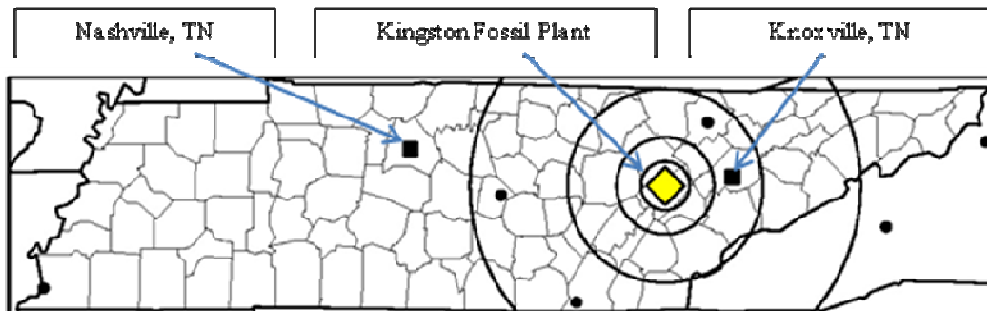 Nashville, TN
Kingston Fossil Plant
Knoxville, TN